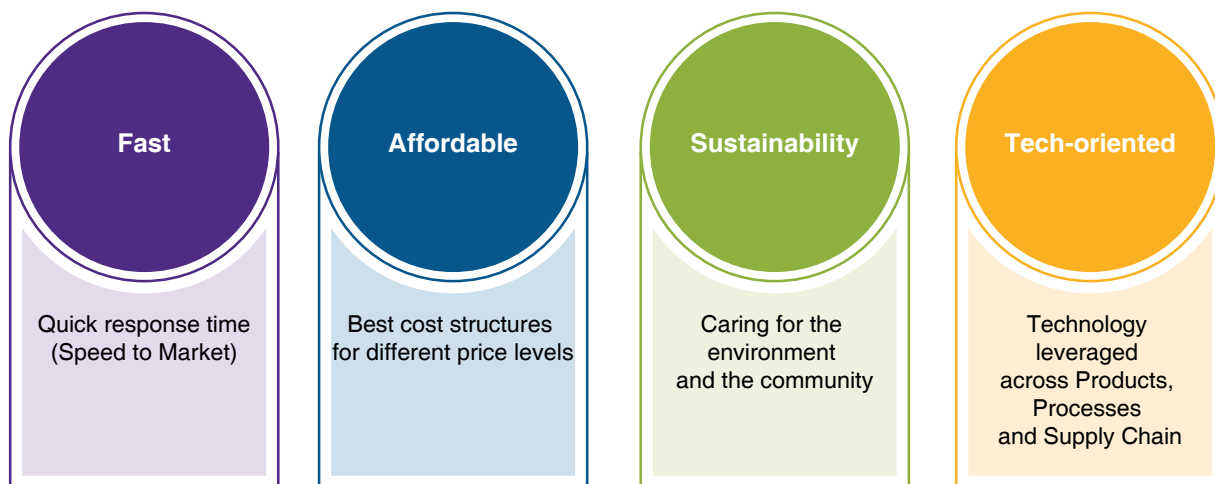 Fast
Quick response time
(Speed to Market)
Affordable
Best cost structures
for different price levels
Sustainability
Caring for the
environment
and the community
Tech-oriented
Technology
leveraged
across Products,
Processes
and Supply Chain